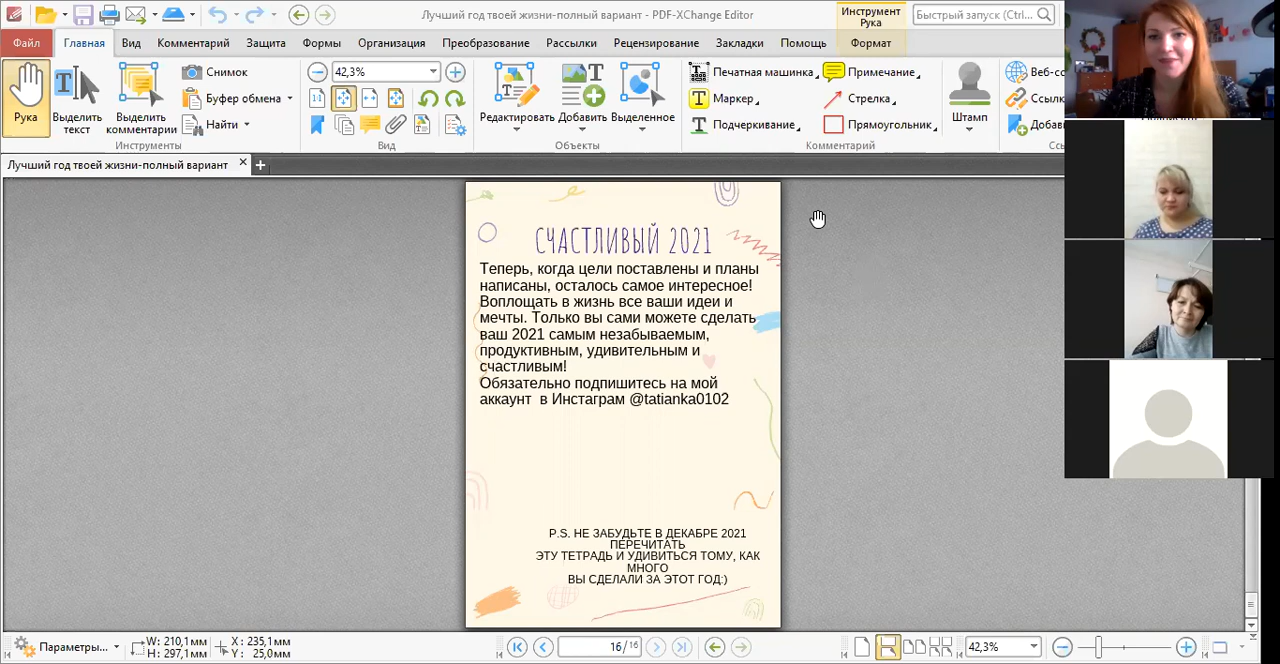 Лучший год твоей жизни-полный вариант - PDF-XChange Editor
Инструмент
Рука
Быстрый запуск (Ctrl...
Файл
Главная
Вид
Комментарий
Защита
Формы
Организация
Преобразование
Рассылки
Рецензирование
Закладки
Помощь
Формат
Рука
Выделить
текст
Выделить
комментарии
Снимок
Буфер обмена
Найти
Инструменты
42,3%
Вид
Редактировать
Добавить
Выделенное
Объекты
Печатная машинка
Маркер
Подчеркивание
Примечание
Стрелка
Прямоугольник
Штамп
Комментарий
Веб-сс
Ссылк
Добав
Ссы
Лучший год твоей жизни-полный вариант
СЧАСТЛИВЫЙ 2021
Теперь, когда цели поставлены и планы
написаны, осталось самое интересное!
Воплощать в жизнь все ваши идеи и
мечты. Только вы сами можете сделать
ваш 2021 самым незабываемым,
продуктивным, удивительным и
счастливым!
Обязательно подпишитесь на мой
аккаунт в Инстаграм @tatianka0102
P.S. НЕ ЗАБУДЬТЕ В ДЕКАБРЕ 2021
ПЕРЕЧИТАТЬ
ЭТУ ТЕТРАДЬ И УДИВИТЬСЯ ТОМУ, КАК
МНОГО
ВЫ СДЕЛАЛИ ЗА ЭТОТ ГОД:)
Параметры...
W: 210,1мм
H: 297,1мм
X: 235,1мм
Y: 25,0мм
16 / 16
42,3%